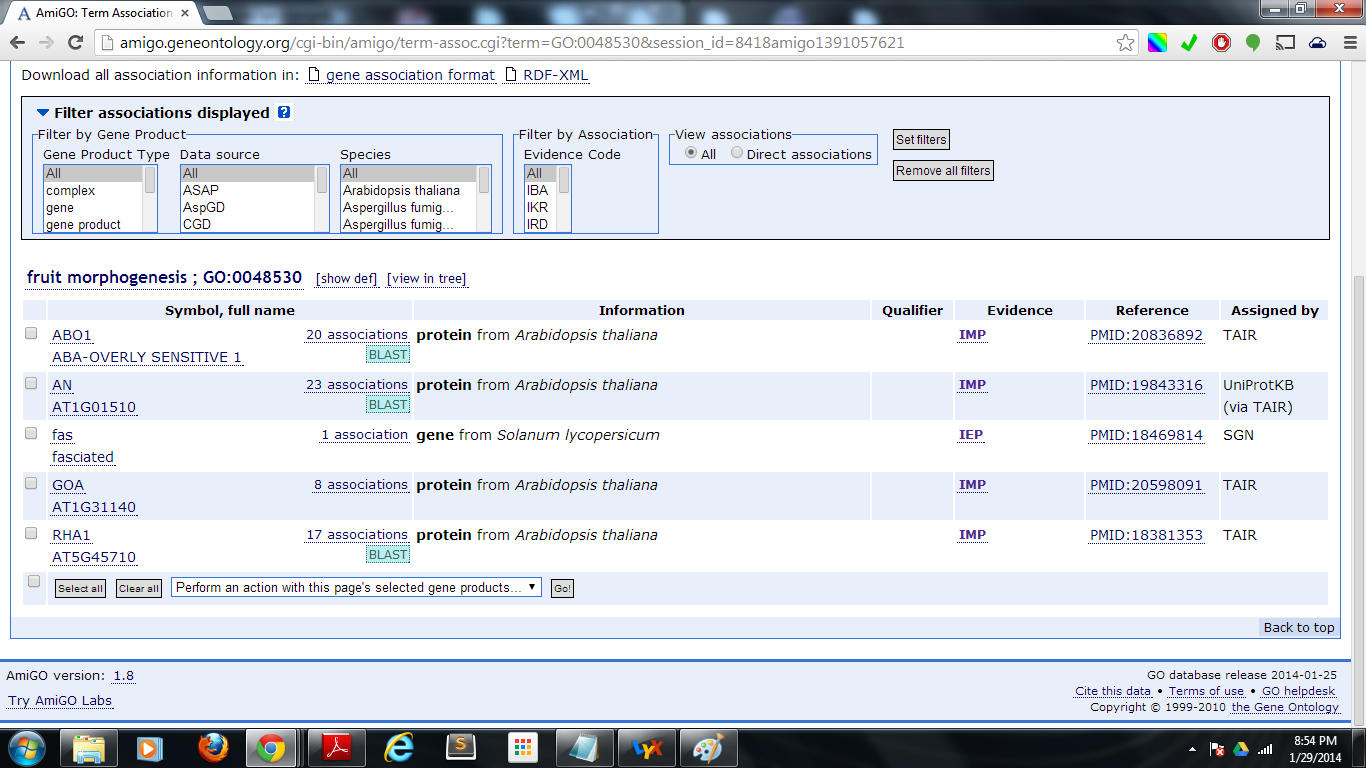 AmiGO: Term Association
amigo.geneontology.org/cgi-bin/amigo/term-assoc.cgi?term=GO:0048530&session_id=8418amigo1391057621
Download all association information in: gene association format RDF-XML
Filter associations displayed ?
Filter by Gene Product Filter by Association View associations
Gene Product Type Data source Species Evidence Code All Direct associations Set filters
All All All All Remove all filters
complex ASAP Arabidopsis thaliana IBA
gene AspGD Aspergillus fumig... IKR
gene product CGD Aspergillus fumig... IRD
fruit morphogenesis ; GO:0048530 [show def] [view in tree]
Symbol, full name Information Qualifier Evidence Reference Assigned by
ABO1 20 associations protein from Arabidopsis thaliana IMP PMID:20836892 TAIR
ABA-OVERLY SENSITIVE 1 BLAST
AN 23 associations protein from Arabidopsis thaliana IMP PMID:19843316 UniProtKB
AT1G01510 BLAST (via TAIR)
fas 1 association gene from Solanum lycopersicum IEP PMID:18469814 SGN
fasciated
GOA 8 associations protein from Arabidopsis thaliana IMP PMID:20598091 TAIR
AT1G31140
RHA1 17 associations protein from Arabidopsis thaliana IMP PMID:18381353 TAIR
AT5G45710 BLAST
Select all Clear all Perform an action with this page's selected gene products... Go!
Back to top
AmiGO version: 1.8 GO database release 2014-01-25
Try AmiGO Labs Cite this data • Terms of use • GO helpdesk
Copyright © 1999-2010 the Gene Ontology
8:54 PM
1/29/2014